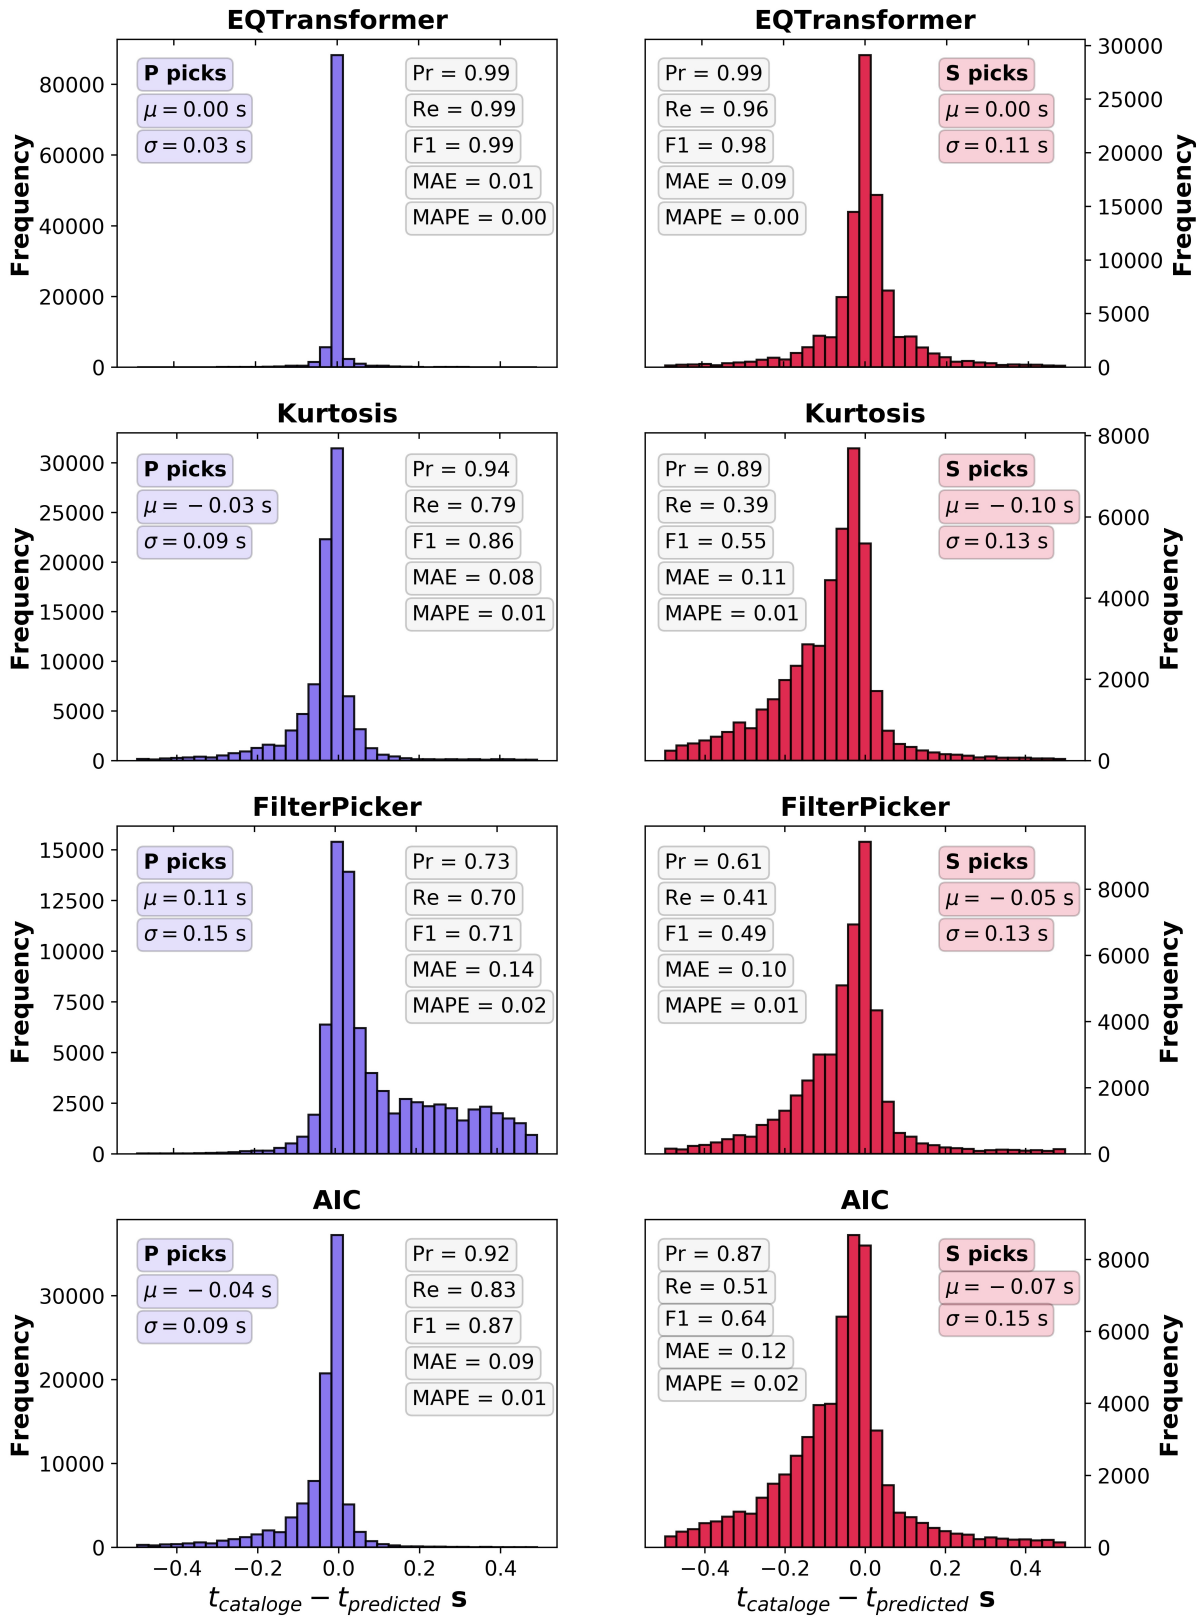 EQTransformer
EQTransformer
P picks
μ = 0.00 s
σ = 0.03 s
Pr = 0.99
Re = 0.99
F1 = 0.99
MAE = 0.01
MAPE = 0.00
80000
60000
40000
20000
0
Frequency
Pr = 0.99
Re = 0.96
F1 = 0.98
MAE = 0.09
MAPE = 0.00
S picks
μ = 0.00 s
σ = 0.11 s
30000
25000
20000
15000
10000
5000
0
Frequency
Kurtosis
Kurtosis
P picks
μ = −0.03 s
σ = 0.09 s
Pr = 0.94
Re = 0.79
F1 = 0.86
MAE = 0.08
MAPE = 0.01
30000
25000
20000
15000
10000
5000
0
Frequency
Pr = 0.89
Re = 0.39
F1 = 0.55
MAE = 0.11
MAPE = 0.01
S picks
μ = −0.10 s
σ = 0.13 s
8000
6000
4000
2000
0
Frequency
FilterPicker
FilterPicker
P picks
μ = 0.11 s
σ = 0.15 s
Pr = 0.73
Re = 0.70
F1 = 0.71
MAE = 0.14
MAPE = 0.02
15000
12500
10000
7500
5000
2500
0
Frequency
Pr = 0.61
Re = 0.41
F1 = 0.49
MAE = 0.10
MAPE = 0.01
S picks
μ = −0.05 s
σ = 0.13 s
8000
6000
4000
2000
0
Frequency
AIC
AIC
P picks
μ = −0.04 s
σ = 0.09 s
Pr = 0.92
Re = 0.83
F1 = 0.87
MAE = 0.09
MAPE = 0.01
30000
20000
10000
0
Frequency
−0.4 −0.2 0.0 0.2 0.4
t_cataloge − t_predicted s
Pr = 0.87
Re = 0.51
F1 = 0.64
MAE = 0.12
MAPE = 0.02
S picks
μ = −0.07 s
σ = 0.15 s
8000
6000
4000
2000
0
Frequency
−0.4 −0.2 0.0 0.2 0.4
t_cataloge − t_predicted s